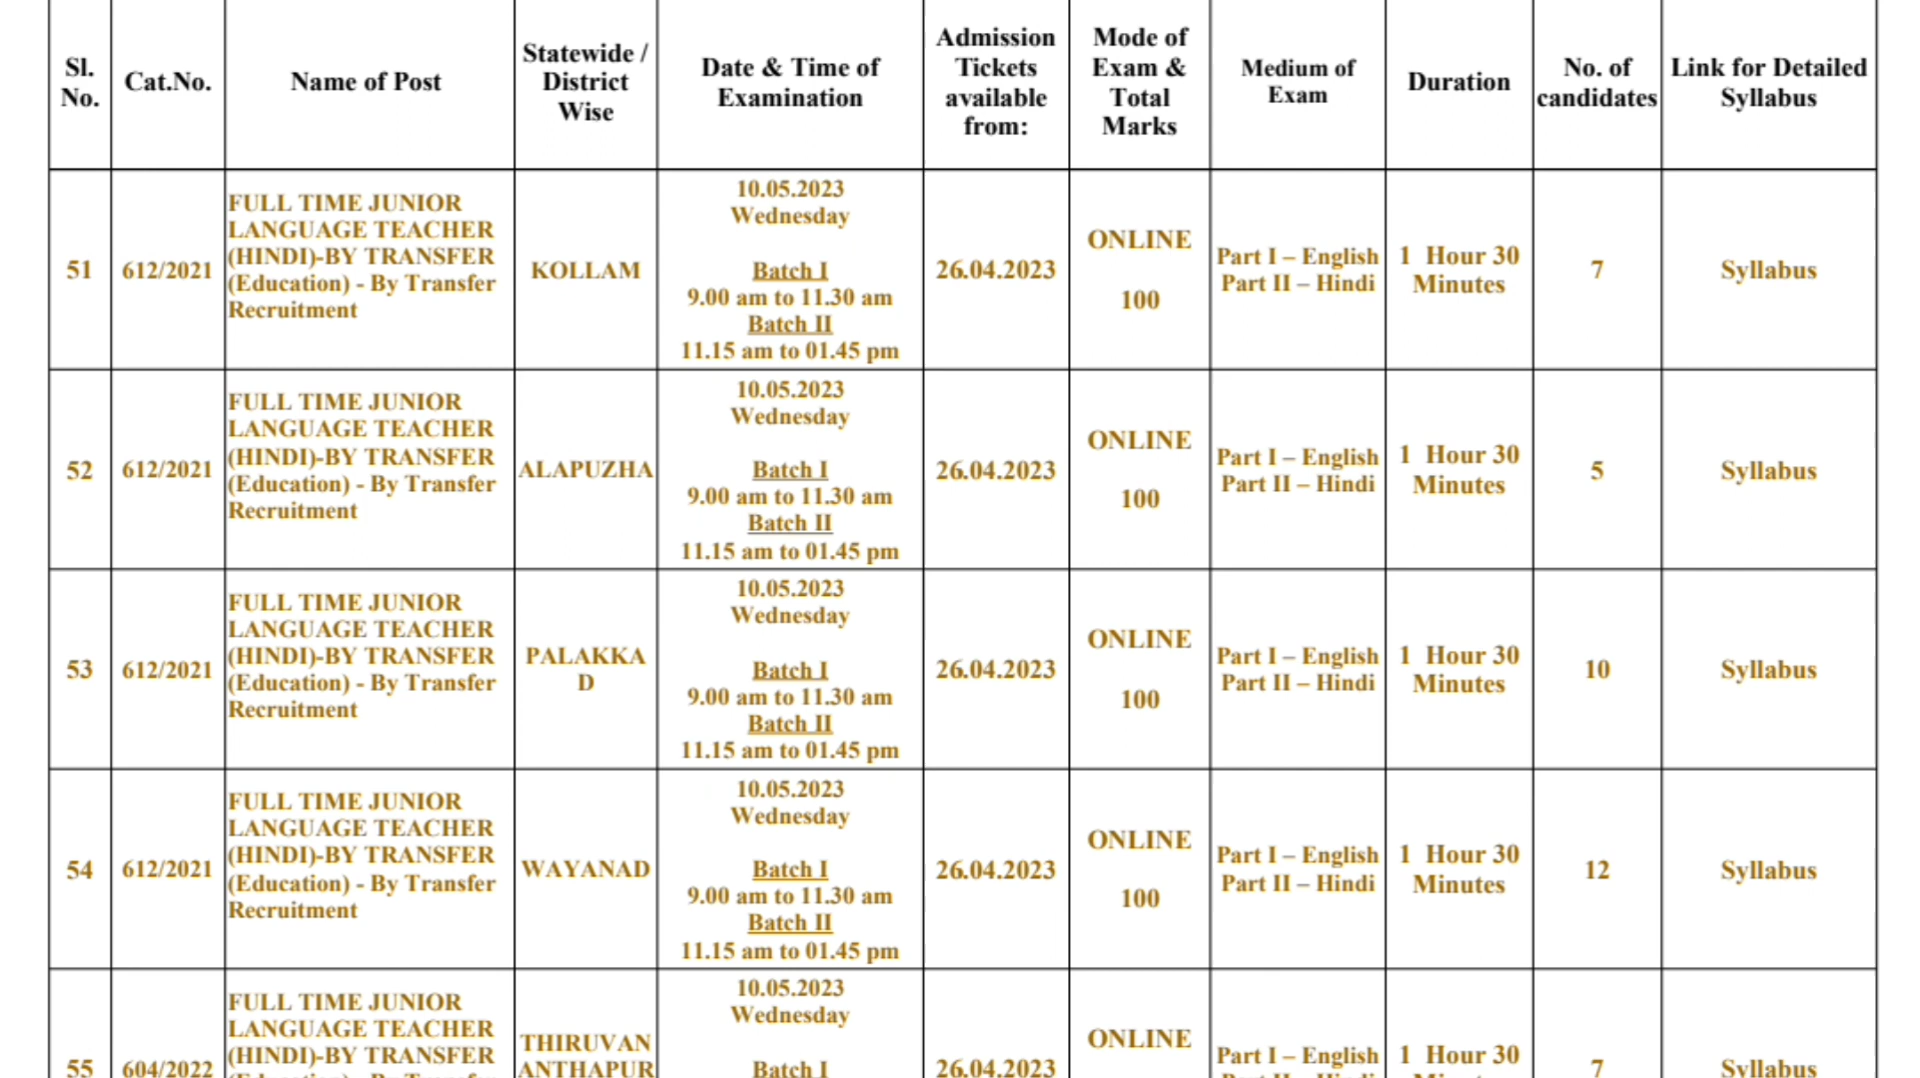 Sl. No.
Cat.No.
Name of Post
Statewide / District Wise
Date & Time of Examination
Admission Tickets available from:
Mode of Exam & Total Marks
Medium of Exam
Duration
No. of candidates
Link for Detailed Syllabus
51
612/2021
FULL TIME JUNIOR
LANGUAGE TEACHER
(HINDI)-BY TRANSFER
(Education) - By Transfer
Recruitment
KOLLAM
10.05.2023
Wednesday
Batch I
9.00 am to 11.30 am
Batch II
11.15 am to 01.45 pm
26.04.2023
ONLINE
100
Part I – English
Part II – Hindi
1 Hour 30
Minutes
7
Syllabus
52
612/2021
FULL TIME JUNIOR
LANGUAGE TEACHER
(HINDI)-BY TRANSFER
(Education) - By Transfer
Recruitment
ALAPUZHA
10.05.2023
Wednesday
Batch I
9.00 am to 11.30 am
Batch II
11.15 am to 01.45 pm
26.04.2023
ONLINE
100
Part I – English
Part II – Hindi
1 Hour 30
Minutes
5
Syllabus
53
612/2021
FULL TIME JUNIOR
LANGUAGE TEACHER
(HINDI)-BY TRANSFER
(Education) - By Transfer
Recruitment
PALAKKA
D
10.05.2023
Wednesday
Batch I
9.00 am to 11.30 am
Batch II
11.15 am to 01.45 pm
26.04.2023
ONLINE
100
Part I – English
Part II – Hindi
1 Hour 30
Minutes
10
Syllabus
54
612/2021
FULL TIME JUNIOR
LANGUAGE TEACHER
(HINDI)-BY TRANSFER
(Education) - By Transfer
Recruitment
WAYANAD
10.05.2023
Wednesday
Batch I
9.00 am to 11.30 am
Batch II
11.15 am to 01.45 pm
26.04.2023
ONLINE
100
Part I – English
Part II – Hindi
1 Hour 30
Minutes
12
Syllabus
55
604/2022
FULL TIME JUNIOR
LANGUAGE TEACHER
(HINDI)-BY TRANSFER
THIRUVAN
ANTHAPUR
10.05.2023
Wednesday
Batch I
26.04.2023
ONLINE
Part I – English
1 Hour 30
7
Syllabus